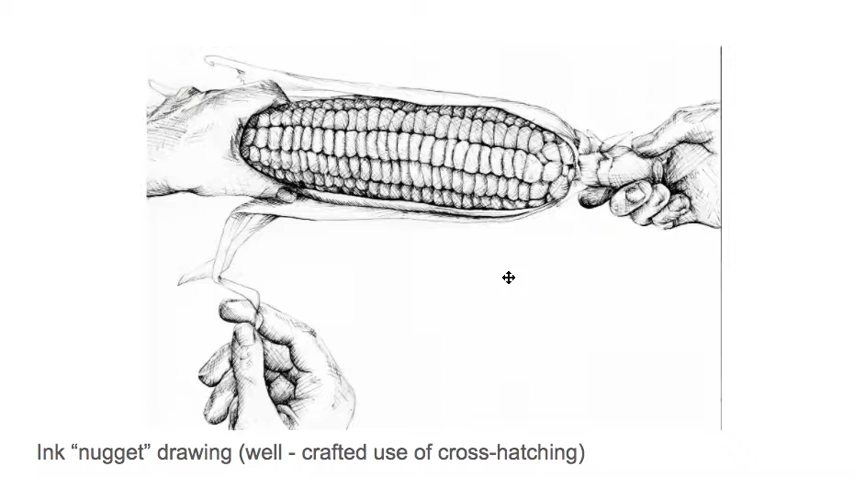 Ink “nugget” drawing (well - crafted use of cross-hatching)